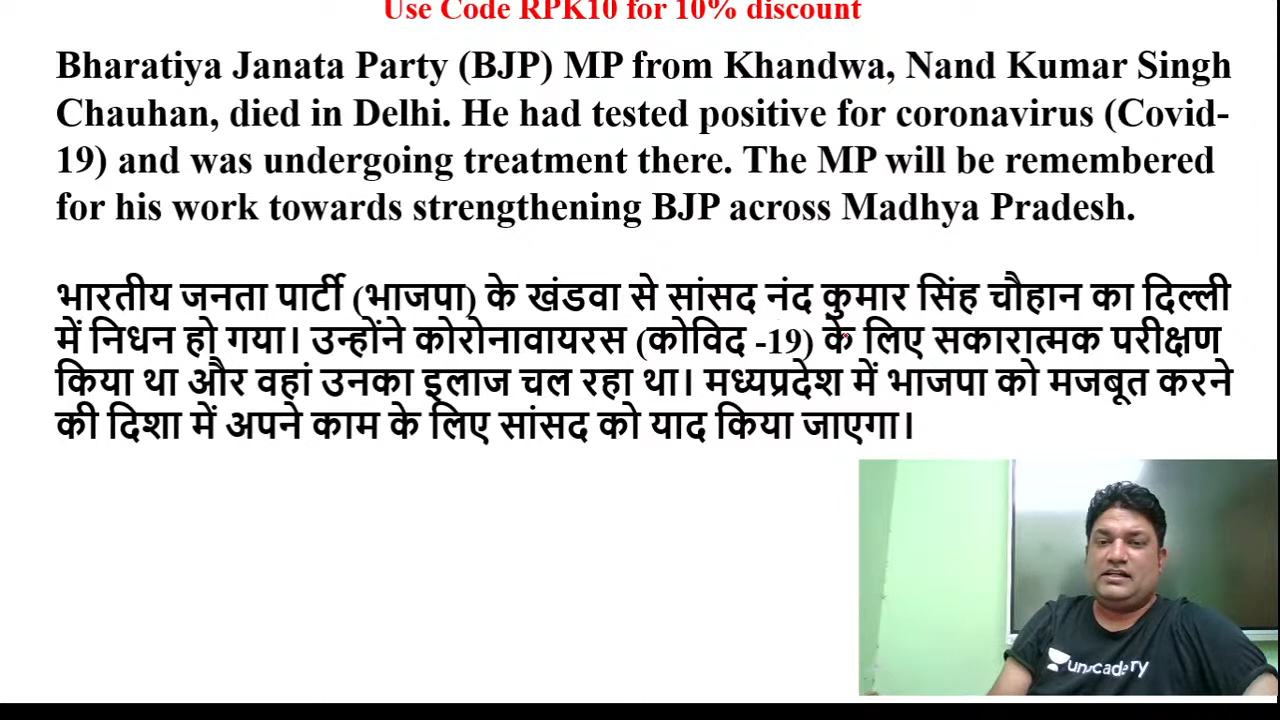 Use Code RPK10 for 10% discount
Bharatiya Janata Party (BJP) MP from Khandwa, Nand Kumar Singh
Chauhan, died in Delhi. He had tested positive for coronavirus (Covid-
19) and was undergoing treatment there. The MP will be remembered
for his work towards strengthening BJP across Madhya Pradesh.
भारतीय जनता पार्टी (भाजपा) के खंडवा से सांसद नंद कुमार सिंह चौहान का दिल्ली
में निधन हो गया। उन्होंने कोरोनावायरस (कोविद -19) के लिए सकारात्मक परीक्षण
किया था और वहां उनका इलाज चल रहा था। मध्यप्रदेश में भाजपा को मजबूत करने
की दिशा में अपने काम के लिए सांसद को याद किया जाएगा।
unacademy